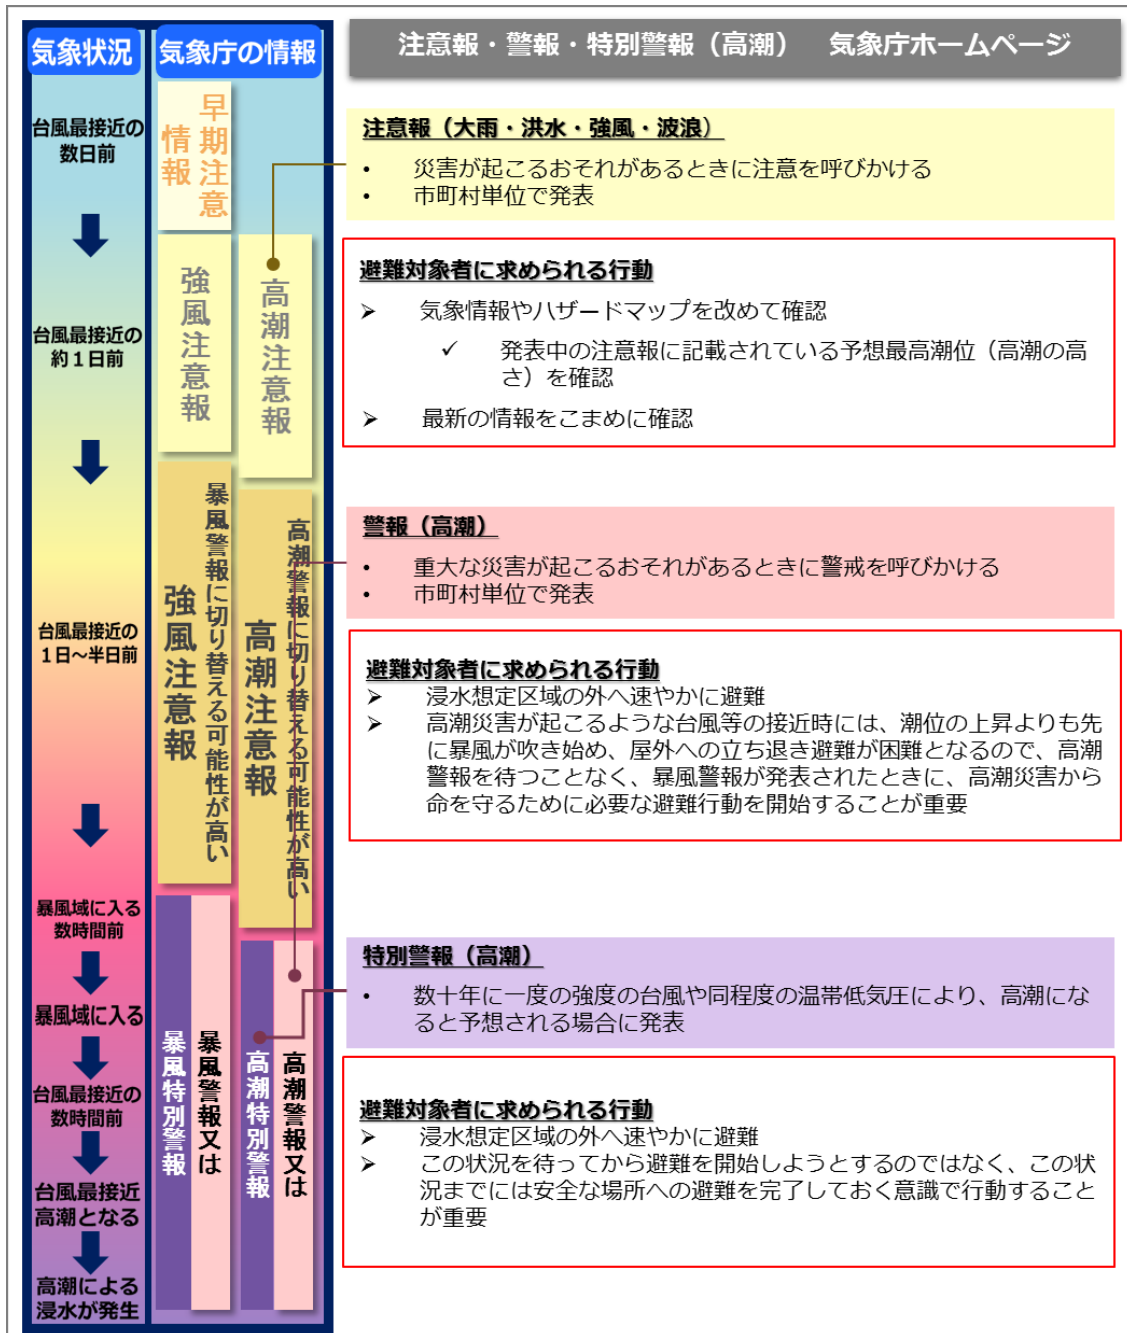 気象状況
気象庁の情報
注意報・警報・特別警報（高潮）　気象庁ホームページ
台風最接近の
数日前
台風最接近の
約１日前
台風最接近の
１日～半日前
暴風域に入る
数時間前
暴風域に入る
台風最接近の
数時間前
台風最接近
高潮となる
高潮による
浸水が発生
早期注意
情報
強風注意報
高潮注意報
暴風警報に切り替える可能性が高い
強風注意報
高潮警報に切り替える可能性が高い
高潮注意報
暴風警報又は
暴風特別警報
高潮警報又は
高潮特別警報
注意報（大雨・洪水・強風・波浪）
• 災害が起こるおそれがあるときに注意を呼びかける
• 市町村単位で発表
避難対象者に求められる行動
➢ 気象情報やハザードマップを改めて確認
✓ 発表中の注意報に記載されている予想最高潮位（高潮の高
さ）を確認
➢ 最新の情報をこまめに確認
警報（高潮）
• 重大な災害が起こるおそれがあるときに警戒を呼びかける
• 市町村単位で発表
避難対象者に求められる行動
➢ 浸水想定区域の外へ速やかに避難
➢ 高潮災害が起こるような台風等の接近時には、潮位の上昇よりも先
に暴風が吹き始め、屋外への立ち退き避難が困難となるので、高潮
警報を待つことなく、暴風警報が発表されたときに、高潮災害から
命を守るために必要な避難行動を開始することが重要
特別警報（高潮）
• 数十年に一度の強度の台風や同程度の温帯低気圧により、高潮にな
ると予想される場合に発表
避難対象者に求められる行動
➢ 浸水想定区域の外へ速やかに避難
➢ この状況を待ってから避難を開始しようとするのではなく、この状
況までには安全な場所への避難を完了しておく意識で行動すること
が重要